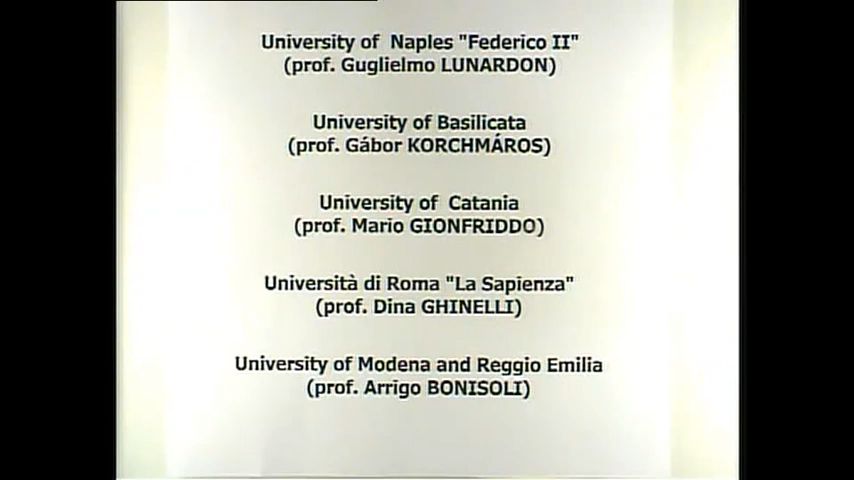 University of Naples "Federico II"
(prof. Guglielmo LUNARDON)
University of Basilicata
(prof. Gábor KORCHMÁROS)
University of Catania
(prof. Mario GIONFRIDDO)
Università di Roma "La Sapienza"
(prof. Dina GHINELLI)
University of Modena and Reggio Emilia
(prof. Arrigo BONISOLI)